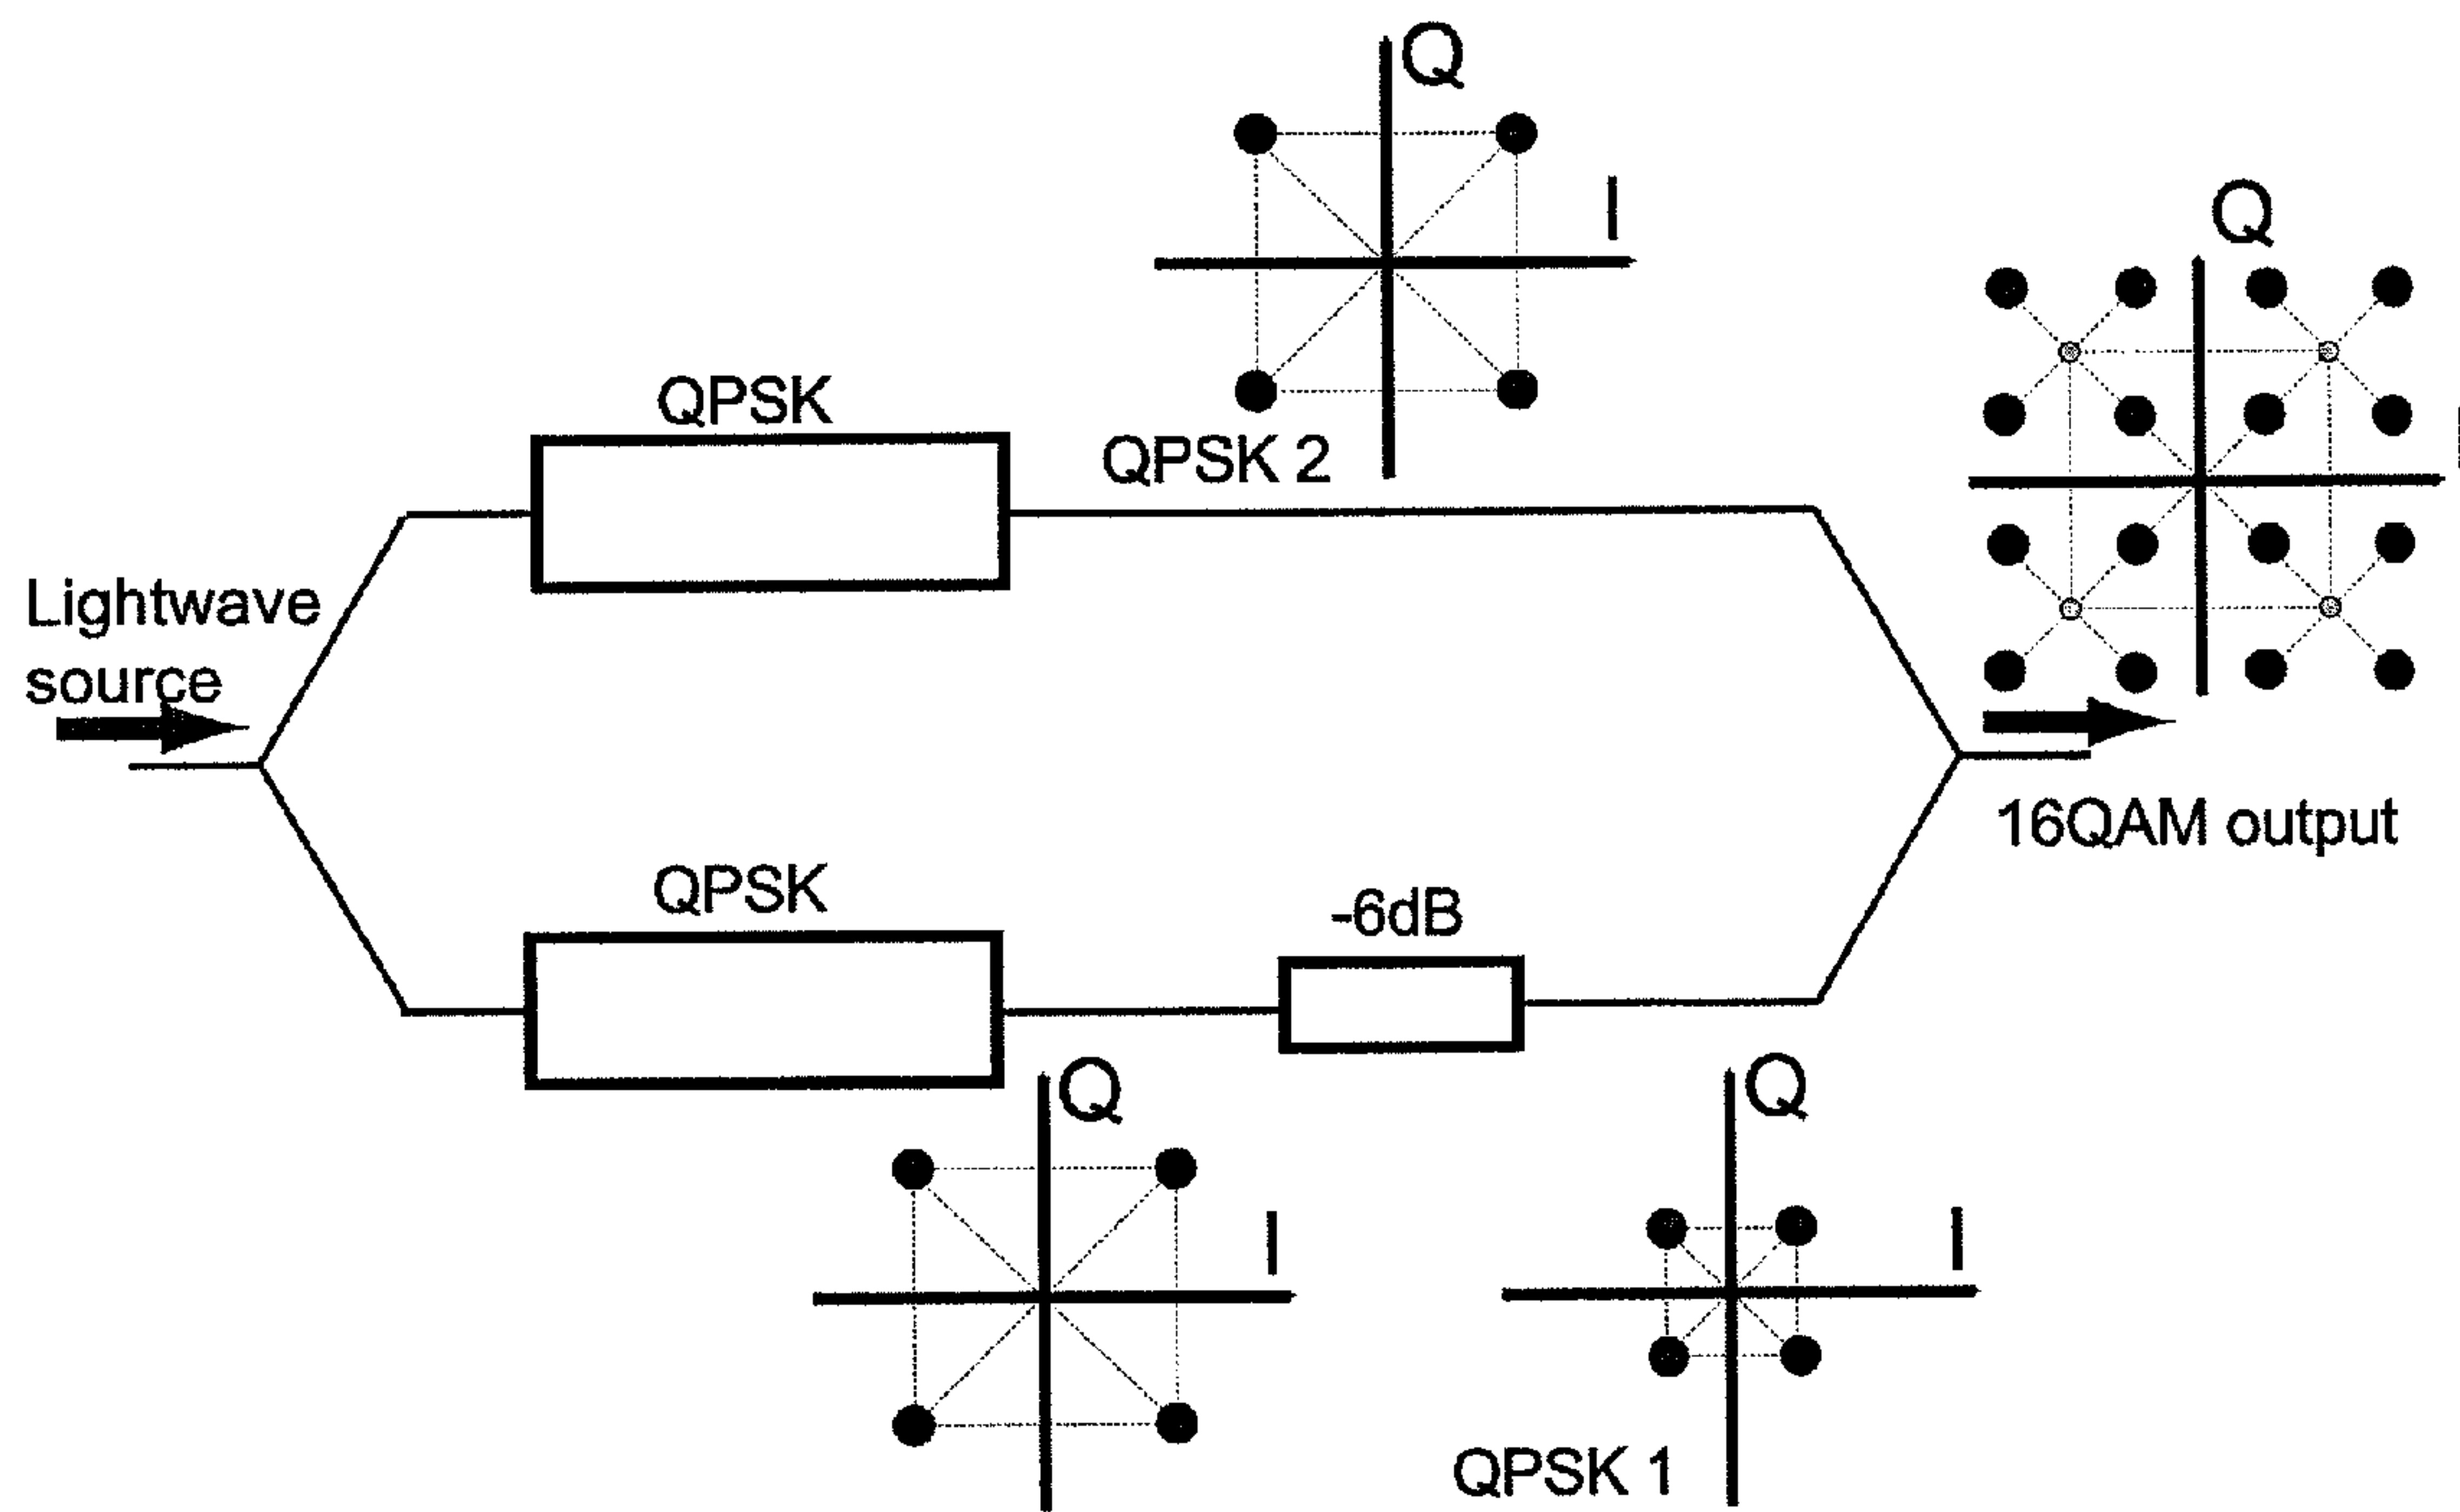 Q
I
Q
I
QPSK
QPSK 2
Lightwave
source
16QAM output
QPSK
-6dB
Q
I
Q
I
QPSK 1